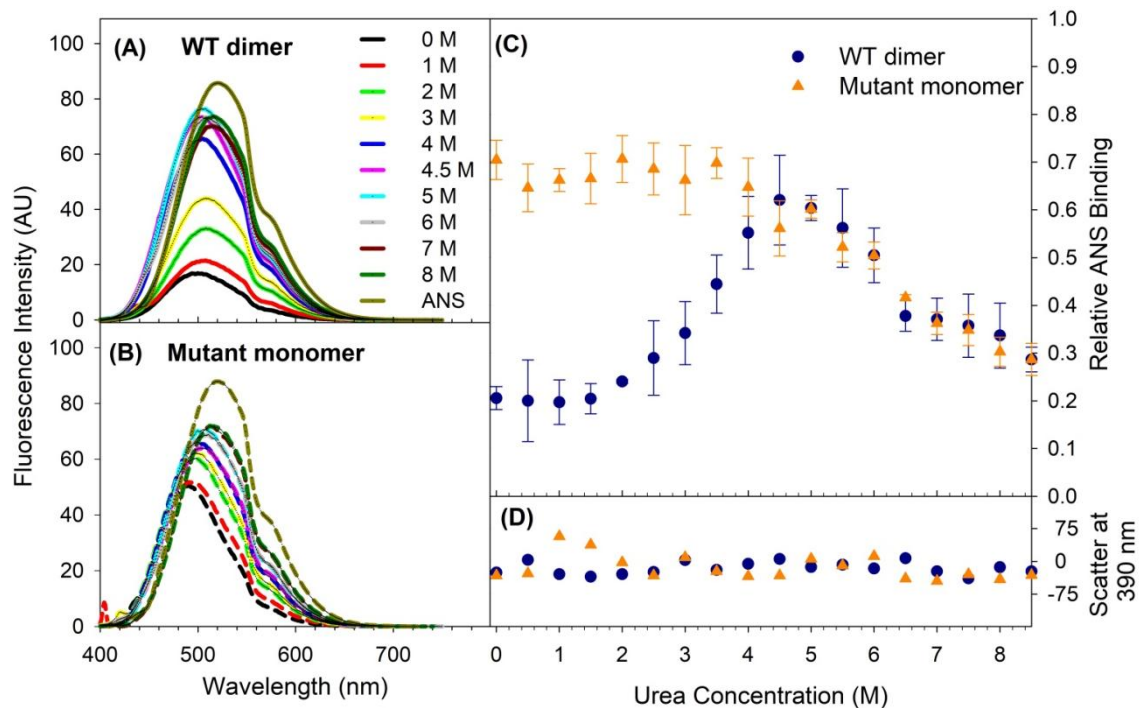 (A) WT dimer
100
80
60
40
20
0
Fluorescence Intensity (AU)
0 M
1 M
2 M
3 M
4 M
4.5 M
5 M
6 M
7 M
8 M
ANS
(B) Mutant monomer
100
80
60
40
20
0
400 500 600 700
Wavelength (nm)
(C)
WT dimer
Mutant monomer
1.0
0.9
0.8
0.7
0.6
0.5
0.4
0.3
0.2
0.1
0.0
Relative ANS Binding
(D)
75
0
-75
Scatter at
390 nm
0 1 2 3 4 5 6 7 8
Urea Concentration (M)